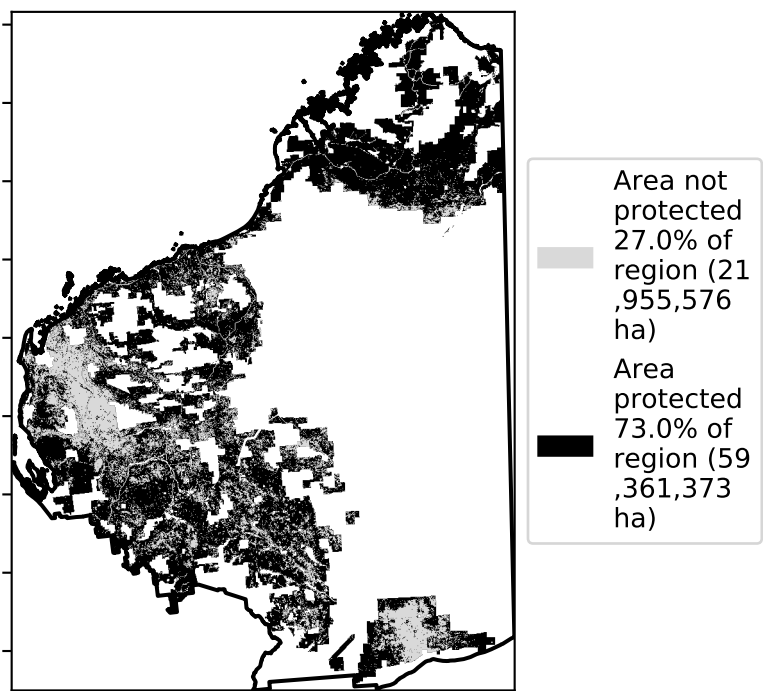 Area not
protected
27.0% of
region (21
,955,576
ha)
Area
protected
73.0% of
region (59
,361,373
ha)